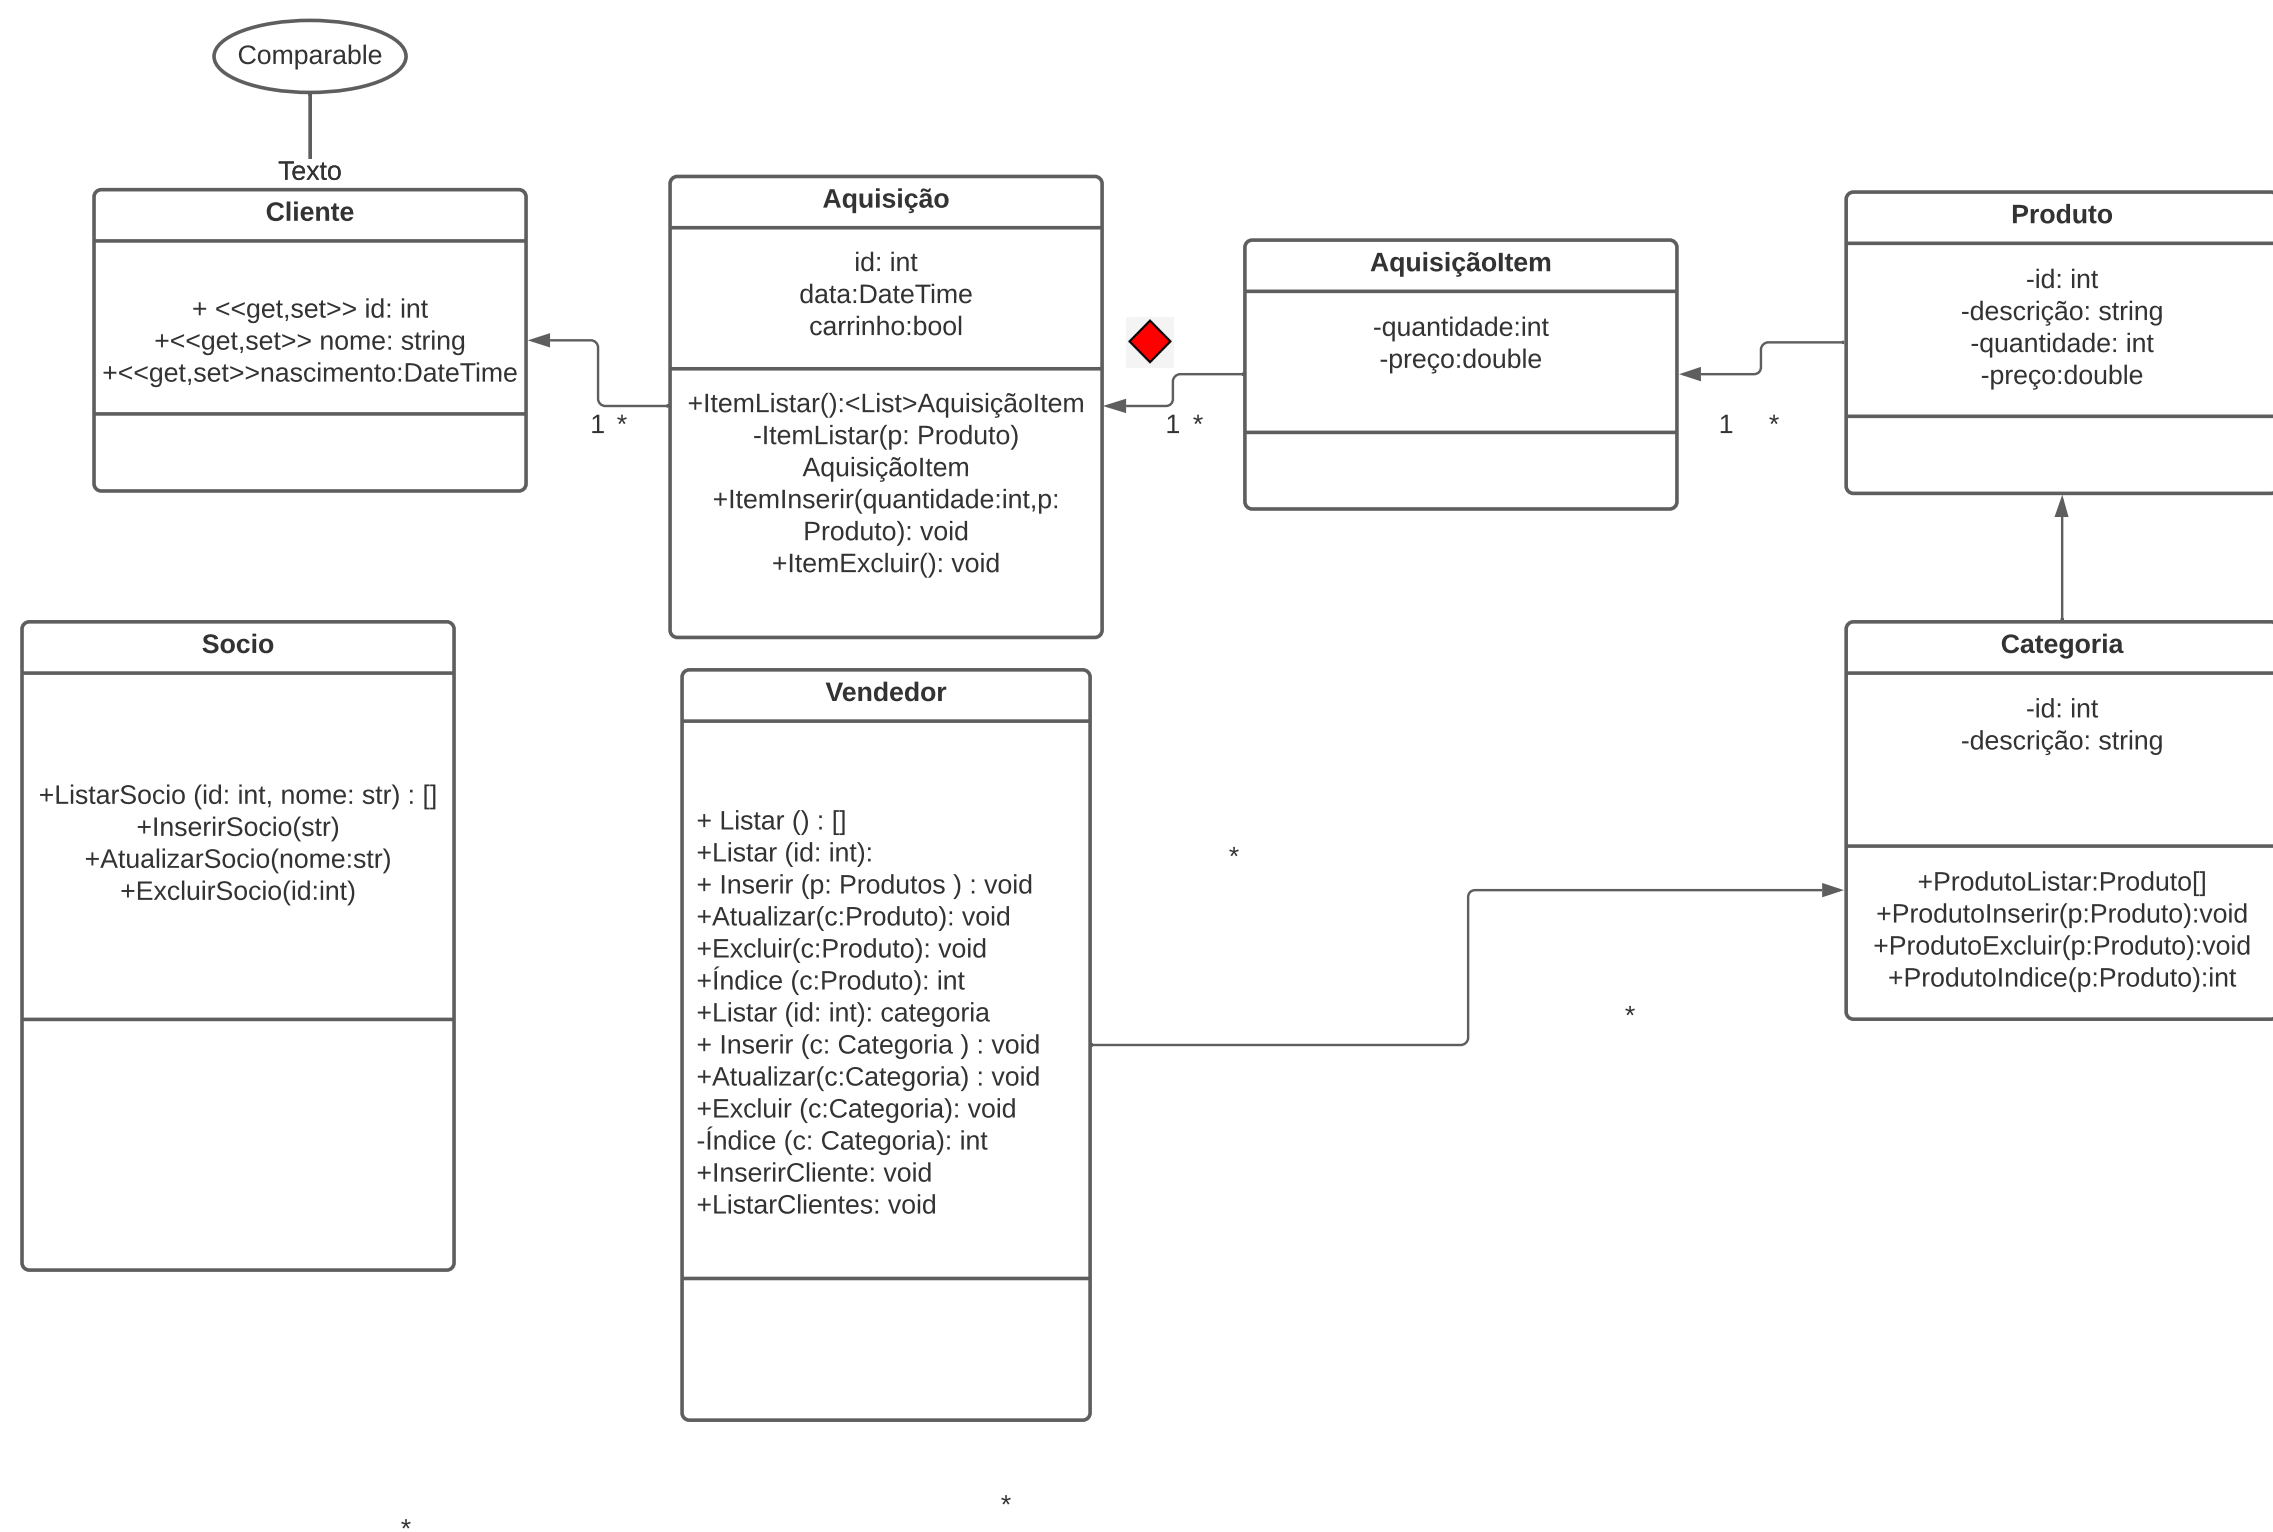 Comparable
Texto
Cliente
+ <<get,set>> id: int
+<<get,set>> nome: string
+<<get,set>>nascimento:DateTime
1 *
Aquisição
id: int
data:DateTime
carrinho:bool
+ItemListar():<List>AquisiçãoItem
-ItemListar(p: Produto)
AquisiçãoItem
+ItemInserir(quantidade:int,p:
Produto): void
+ItemExcluir(): void
1 *
AquisiçãoItem
-quantidade:int
-preço:double
1 *
Produto
-id: int
-descrição: string
-quantidade: int
-preço:double
Socio
+ListarSocio (id: int, nome: str) : []
+InserirSocio(str)
+AtualizarSocio(nome:str)
+ExcluirSocio(id:int)
Vendedor
+ Listar () : []
+Listar (id: int):
+ Inserir (p: Produtos ) : void
+Atualizar(c:Produto): void
+Excluir(c:Produto): void
+Índice (c:Produto): int
+Listar (id: int): categoria
+ Inserir (c: Categoria ) : void
+Atualizar(c:Categoria) : void
+Excluir (c:Categoria): void
-Índice (c: Categoria): int
+InserirCliente: void
+ListarClientes: void
*
*
Categoria
-id: int
-descrição: string
+ProdutoListar:Produto[]
+ProdutoInserir(p:Produto):void
+ProdutoExcluir(p:Produto):void
+ProdutoIndice(p:Produto):int
*
*